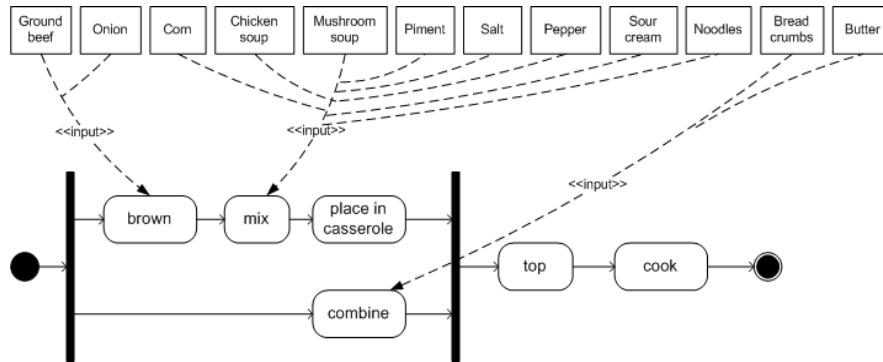 Ground
beef
Onion
Corn
Chicken
soup
Mushroom
soup
Piment
Salt
Pepper
Sour
cream
Noodles
Bread
crumbs
Butter
<<input>>
<<input>>
<<input>>
brown
mix
place in
casserole
top
cook
combine